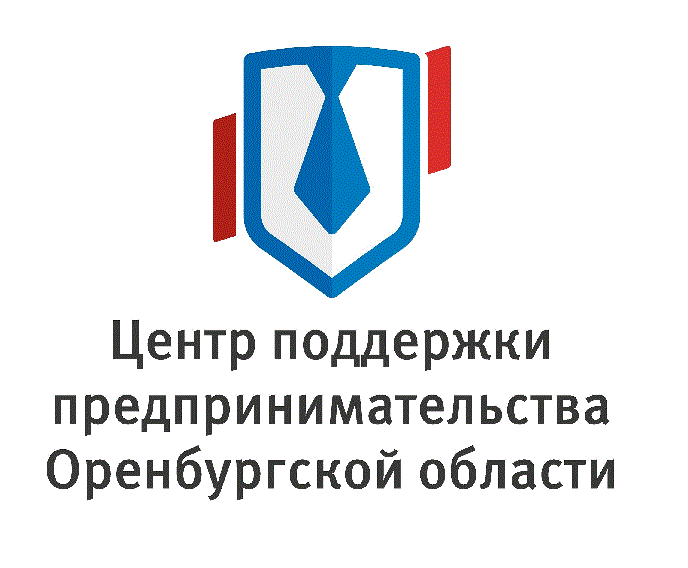 Центр поддержки
предпринимательства
Оренбургской области